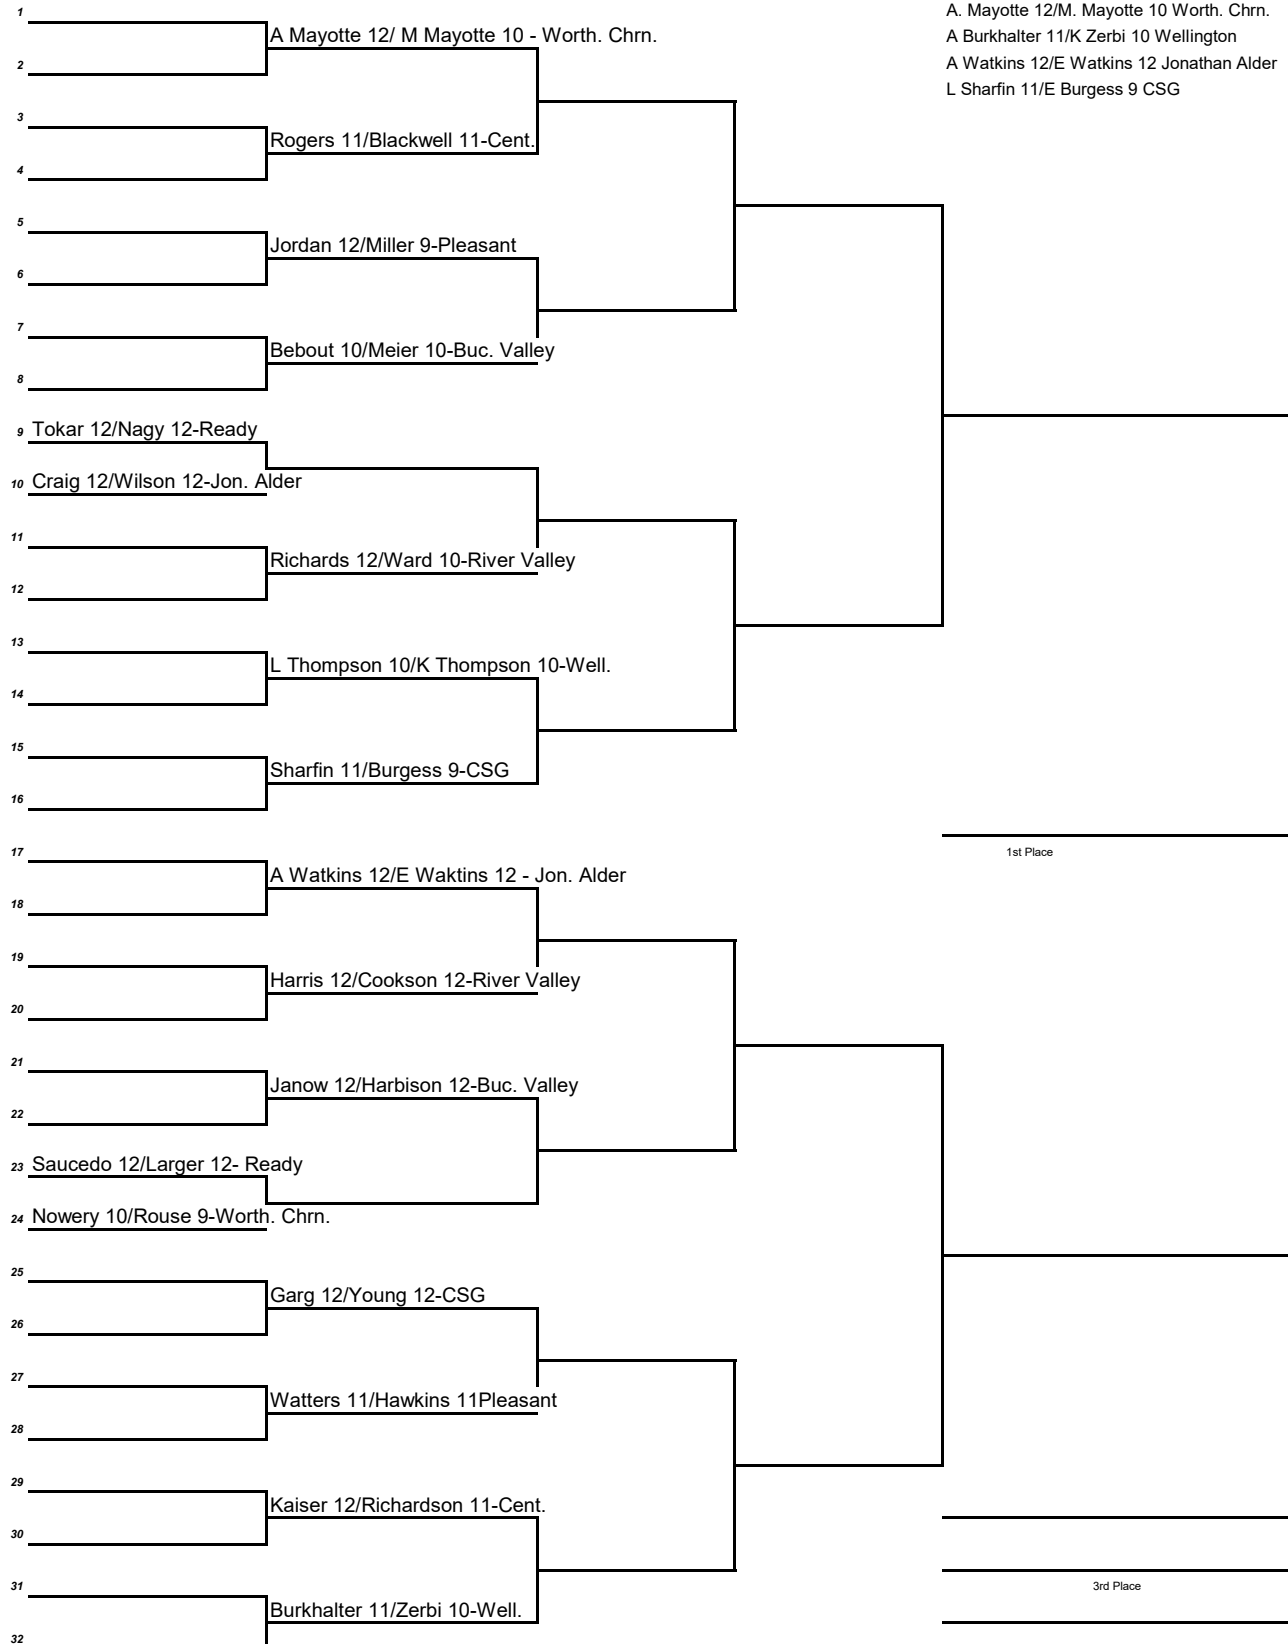 A. Mayotte 12/M. Mayotte 10 Worth. Chrn.
A Burkhalter 11/K Zerbi 10 Wellington
A Watkins 12/E Watkins 12 Jonathan Alder
L Sharfin 11/E Burgess 9 CSG
1
A Mayotte 12/ M Mayotte 10 - Worth. Chrn.
2
3
Rogers 11/Blackwell 11-Cent.
4
5
Jordan 12/Miller 9-Pleasant
6
7
Bebout 10/Meier 10-Buc. Valley
8
9 Tokar 12/Nagy 12-Ready
10 Craig 12/Wilson 12-Jon. Alder
11
Richards 12/Ward 10-River Valley
12
13
L Thompson 10/K Thompson 10-Well.
14
15
Sharfin 11/Burgess 9-CSG
16
17
1st Place
A Watkins 12/E Waktins 12 - Jon. Alder
18
19
Harris 12/Cookson 12-River Valley
20
21
Janow 12/Harbison 12-Buc. Valley
22
23 Saucedo 12/Larger 12- Ready
24 Nowery 10/Rouse 9-Worth. Chrn.
25
Garg 12/Young 12-CSG
26
27
Watters 11/Hawkins 11Pleasant
28
29
Kaiser 12/Richardson 11-Cent.
30
31
3rd Place
Burkhalter 11/Zerbi 10-Well.
32